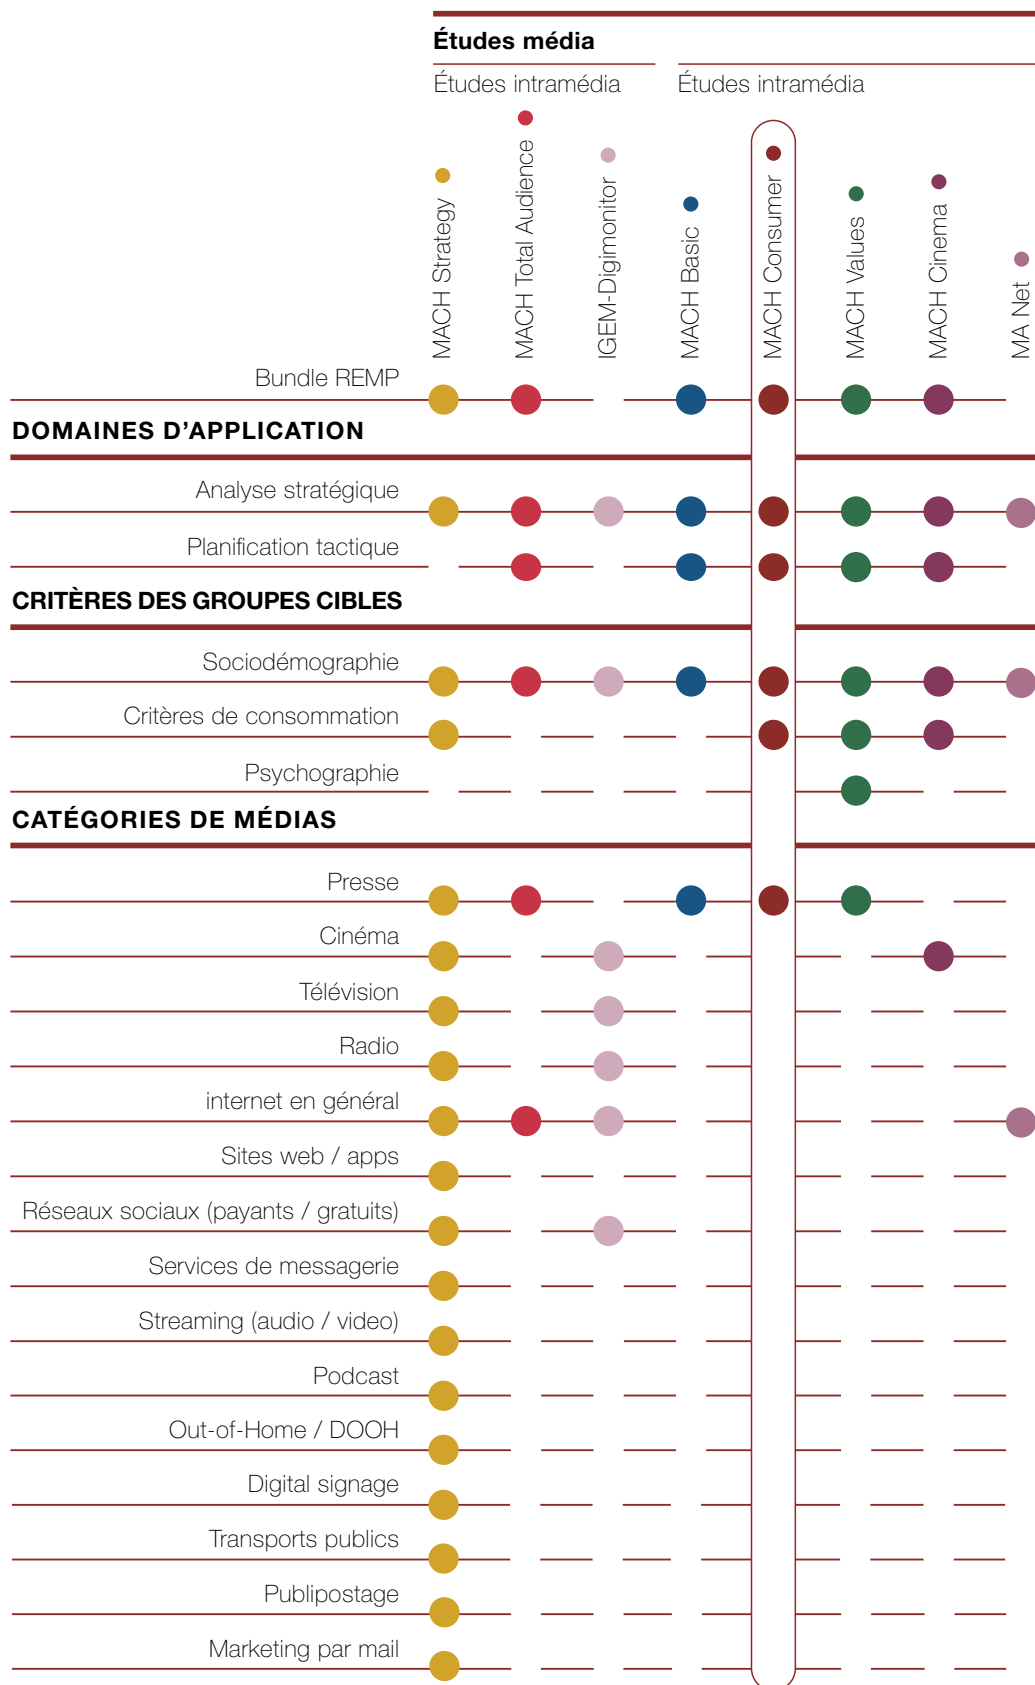 Études média
Études intramédia
Études intramédia
MACH Strategy
MACH Total Audience
IGEM-Digimonitor
MACH Basic
MACH Consumer
MACH Values
MACH Cinema
MA Net
Bundle REMP
DOMAINES D’APPLICATION
Analyse stratégique
Planification tactique
CRITÈRES DES GROUPES CIBLES
Sociodémographie
Critères de consommation
Psychographie
CATÉGORIES DE MÉDIAS
Presse
Cinéma
Télévision
Radio
internet en général
Sites web / apps
Réseaux sociaux (payants / gratuits)
Services de messagerie
Streaming (audio / video)
Podcast
Out-of-Home / DOOH
Digital signage
Transports publics
Publipostage
Marketing par mail